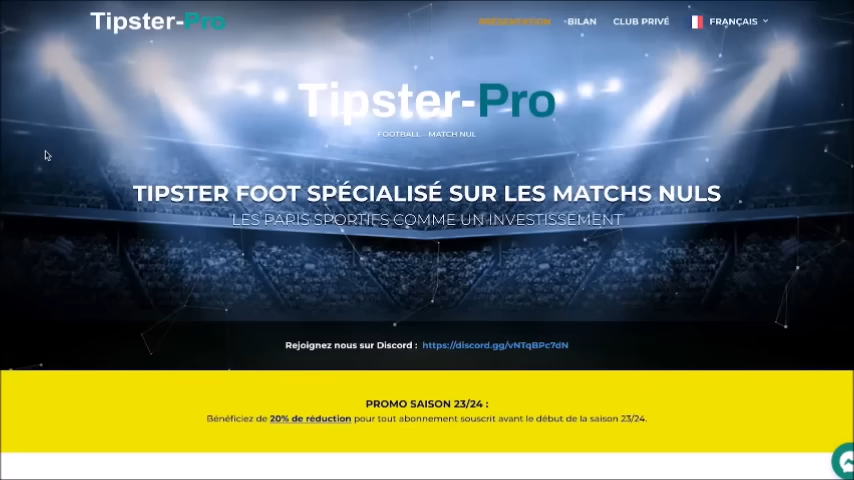 Tipster-Pro
PRÉSENTATION
BILAN
CLUB PRIVÉ
FRANÇAIS
Tipster-Pro
FOOTBALL - MATCH NUL
TIPSTER FOOT SPÉCIALISÉ SUR LES MATCHS NULS
LES PARIS SPORTIFS COMME UN INVESTISSEMENT
Rejoignez nous sur Discord : https://discord.gg/vNTqBPc7dN
PROMO SAISON 23/24 :
Bénéficiez de 20% de réduction pour tout abonnement souscrit avant le début de la saison 23/24.